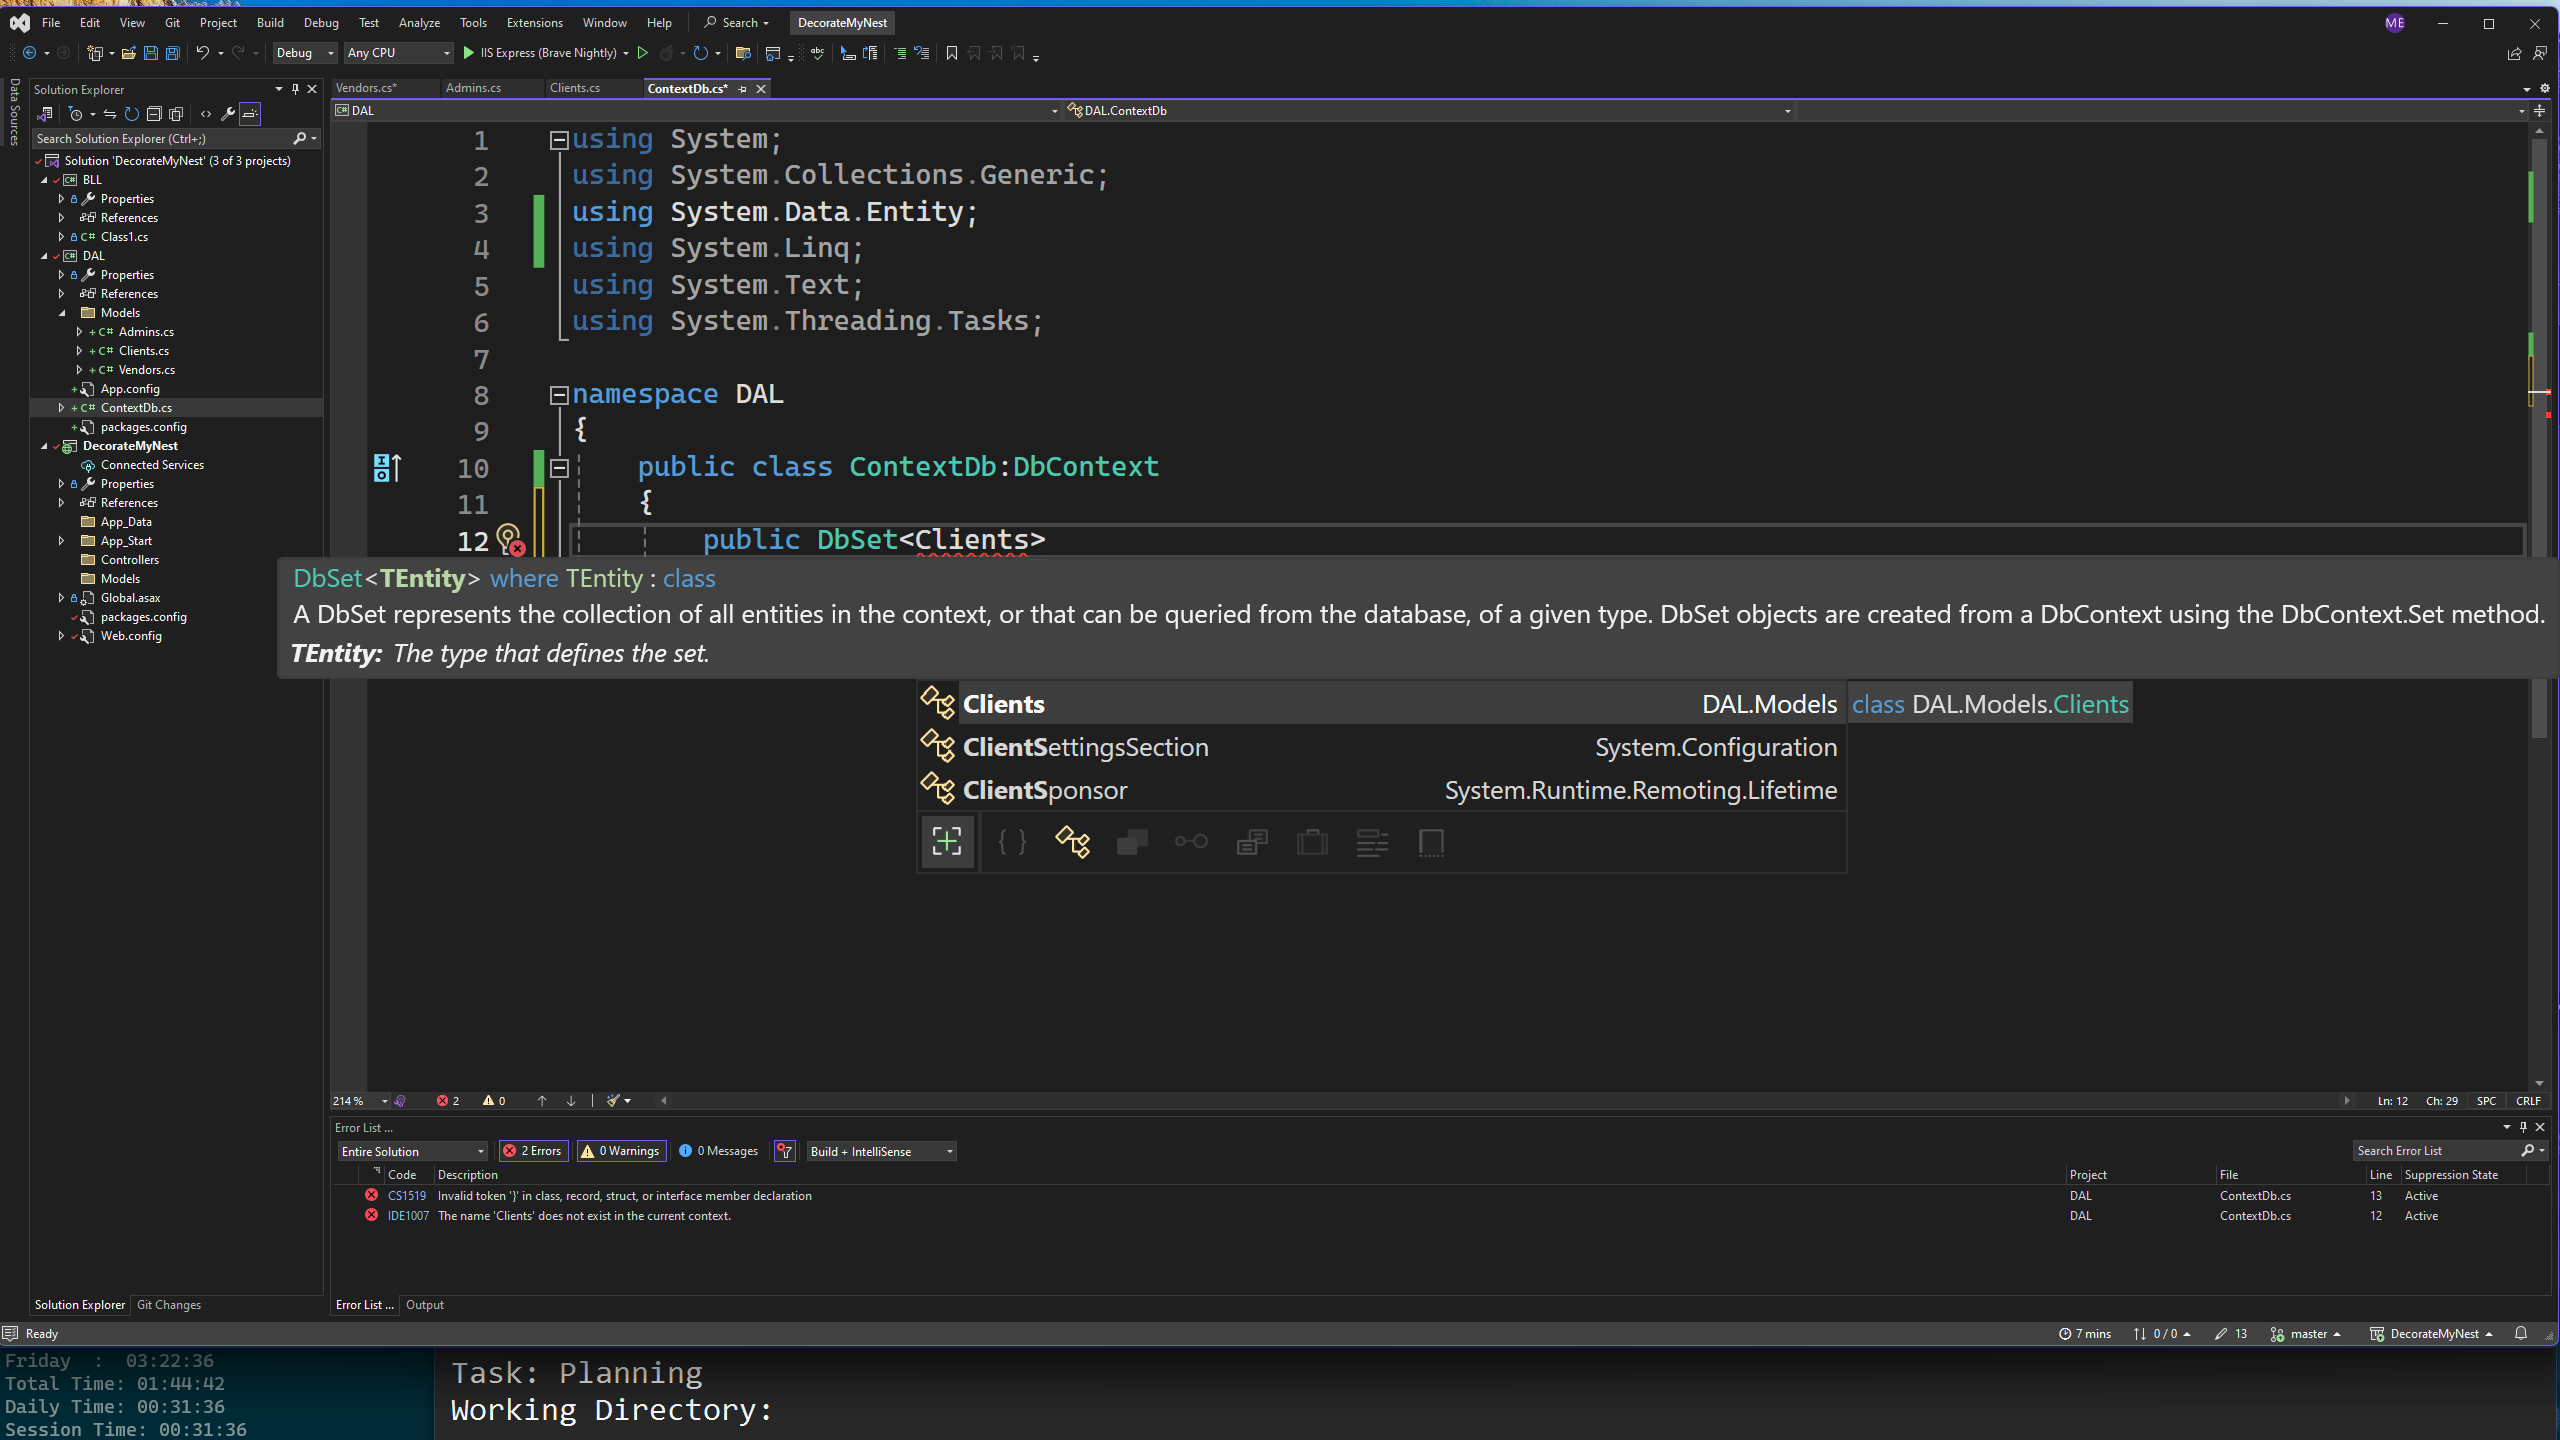 File Edit View Git Project Build Debug Test Analyze Tools Extensions Window Help Search DecorateMyNest ME
Debug Any CPU IIS Express (Brave Nightly)
Data Sources
Solution Explorer
Search Solution Explorer (Ctrl+;)
Solution 'DecorateMyNest' (3 of 3 projects)
BLL
Properties
References
C# Class1.cs
DAL
Properties
References
Models
C# Admins.cs
C# Clients.cs
C# Vendors.cs
App.config
C# ContextDb.cs
packages.config
DecorateMyNest
Connected Services
Properties
References
App_Data
App_Start
Controllers
Models
Global.asax
packages.config
Web.config
Solution Explorer Git Changes
Vendors.cs* Admins.cs Clients.cs ContextDb.cs*
DAL DAL.ContextDb
1 using System;
2 using System.Collections.Generic;
3 using System.Data.Entity;
4 using System.Linq;
5 using System.Text;
6 using System.Threading.Tasks;
7
8 namespace DAL
9 {
10 public class ContextDb:DbContext
11 {
12 public DbSet<Clients>
DbSet<TEntity> where TEntity : class
A DbSet represents the collection of all entities in the context, or that can be queried from the database, of a given type. DbSet objects are created from a DbContext using the DbContext.Set method.
TEntity: The type that defines the set.
Clients DAL.Models class DAL.Models.Clients
ClientSettingsSection System.Configuration
ClientSponsor System.Runtime.Remoting.Lifetime
214 % 2 0 Ln: 12 Ch: 29 SPC CRLF
Error List ...
Entire Solution 2 Errors 0 Warnings 0 Messages Build + IntelliSense Search Error List
Code Description Project File Line Suppression State
CS1519 Invalid token '}' in class, record, struct, or interface member declaration DAL ContextDb.cs 13 Active
IDE1007 The name 'Clients' does not exist in the current context. DAL ContextDb.cs 12 Active
Error List ... Output
Ready 7 mins 0 / 0 13 master DecorateMyNest
Friday : 03:22:36
Total Time: 01:44:42
Daily Time: 00:31:36
Session Time: 00:31:36
Task: Planning
Working Directory: